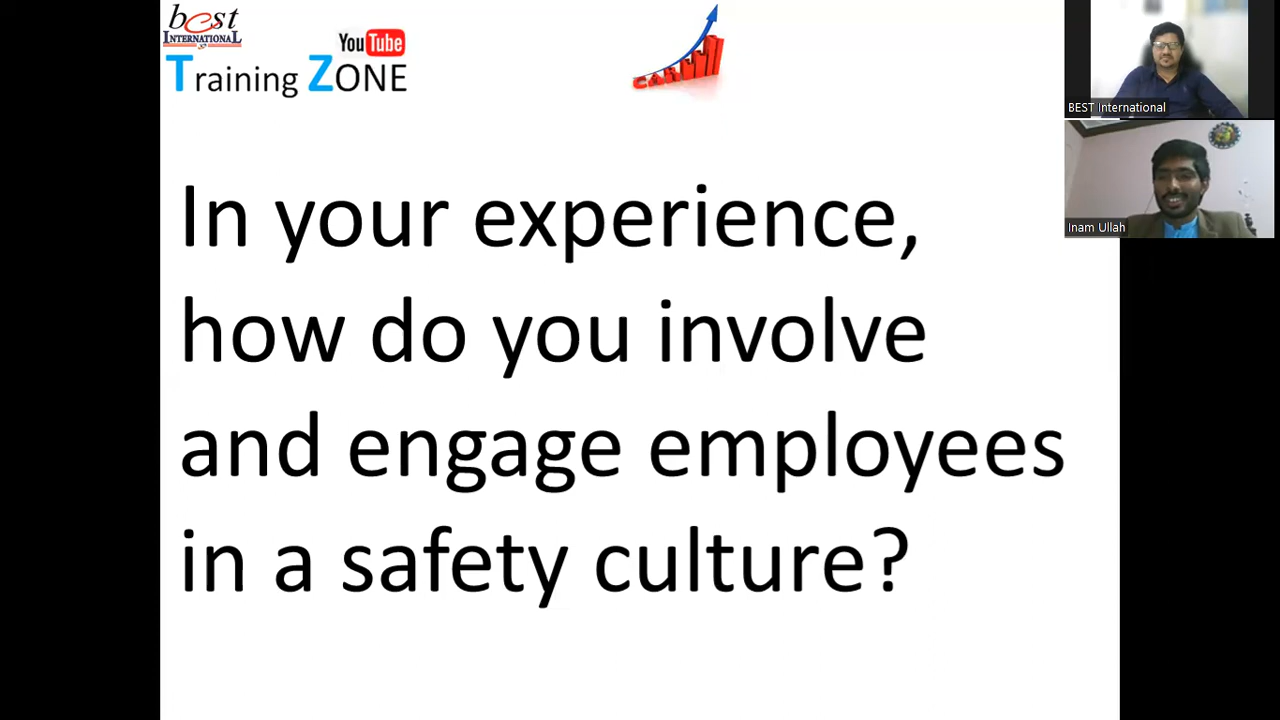 best
INTERNATIONAL
YouTube
Training ZONE
BEST International
Inam Ullah
In your experience,
how do you involve
and engage employees
in a safety culture?